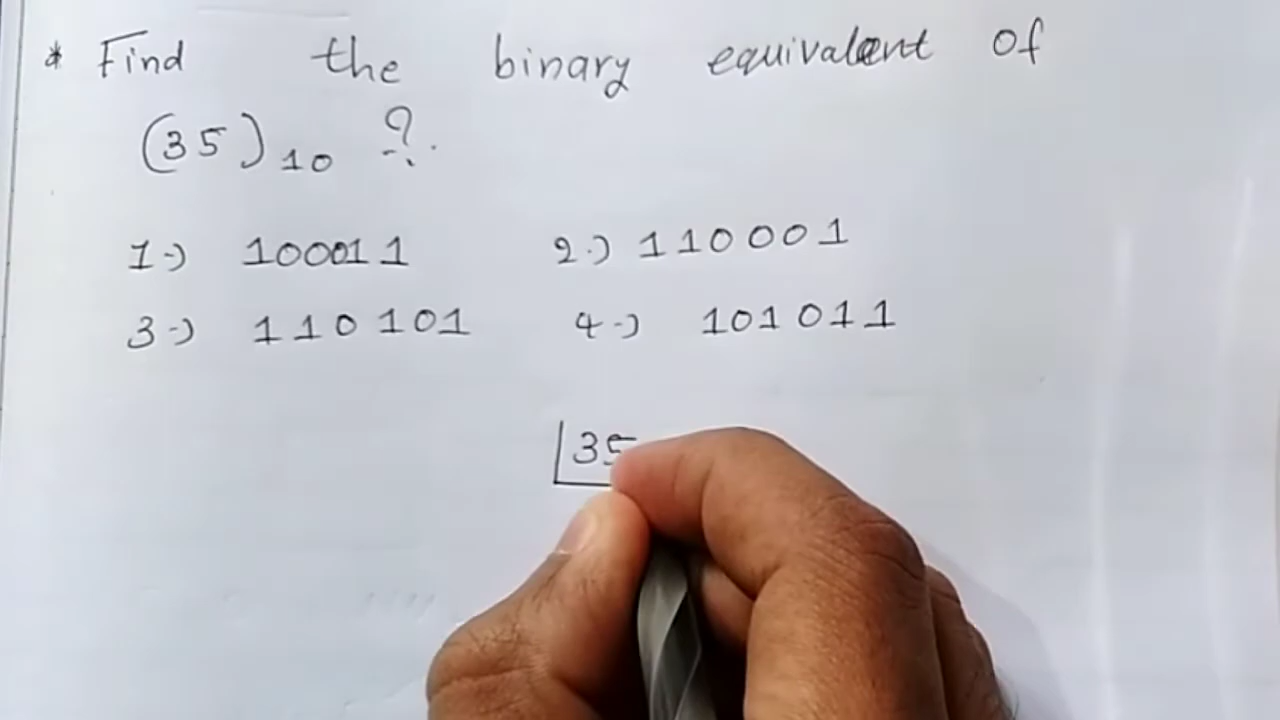 * Find the binary equivalent of
(35)10 ?
1.) 100011 2.) 110001
3.) 110101 4.) 101011
35